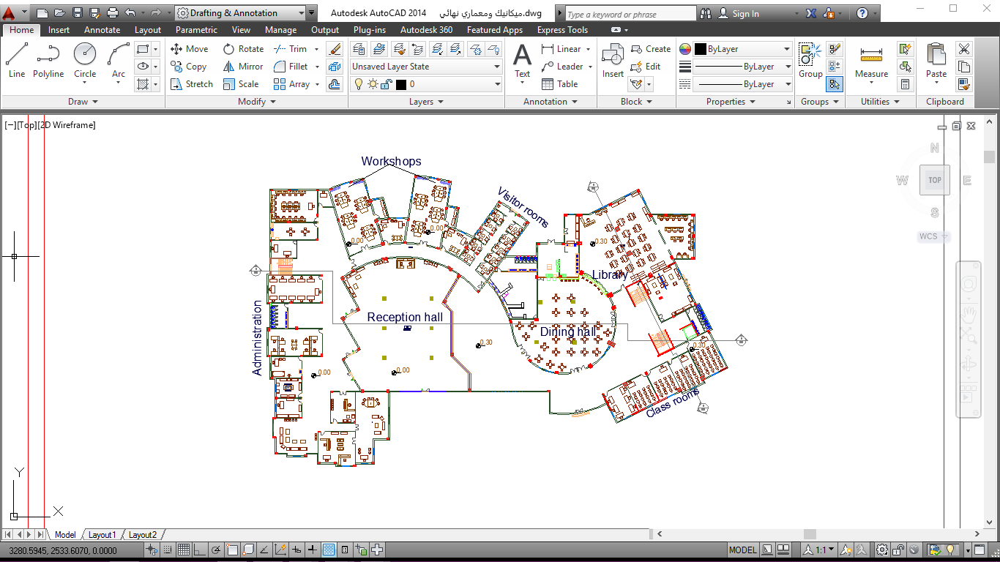 Drafting & Annotation
Autodesk AutoCAD 2014 ميكانيك ومعماري نهائي.dwg
Type a keyword or phrase
Sign In
Home Insert Annotate Layout Parametric View Manage Output Plug-ins Autodesk 360 Featured Apps Express Tools
Line Polyline Circle Arc
Move Rotate Trim
Copy Mirror Fillet
Stretch Scale Array
Unsaved Layer State
0
Text
Linear
Leader
Table
Insert
Create
Edit
ByLayer
ByLayer
ByLayer
Group
Measure
Paste
Draw Modify Layers Annotation Block Properties Groups Utilities Clipboard
[−][Top][2D Wireframe]
N
W TOP E
S
WCS
Workshops
Visitor rooms
0.00
0.00
0.30
Library
Administration
Reception hall
Dining hall
0.30
0.30
0.00
0.00
Class rooms
Y
X
Model Layout1 Layout2
3280.5945, 2533.6070, 0.0000
MODEL
1:1